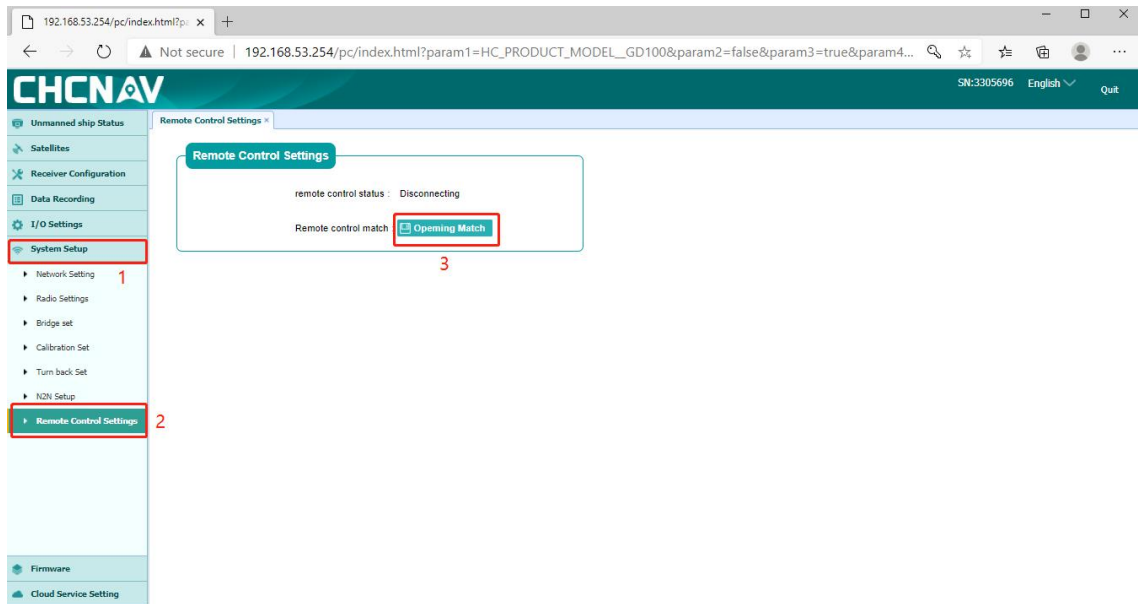 192.168.53.254/pc/index.html?p
Not secure | 192.168.53.254/pc/index.html?param1=HC_PRODUCT_MODEL__GD100&param2=false&param3=true&param4...
CHCNAV
SN:3305696 English Quit
Unmanned ship Status
Remote Control Settings ×
Satellites
Remote Control Settings
Receiver Configuration
Data Recording
remote control status : Disconnecting
I/O Settings
Remote control match Opeming Match
System Setup
3
Network Setting
1
Radio Settings
Bridge set
Calibration Set
Turn back Set
N2N Setup
Remote Control Settings
2
Firmware
Cloud Service Setting